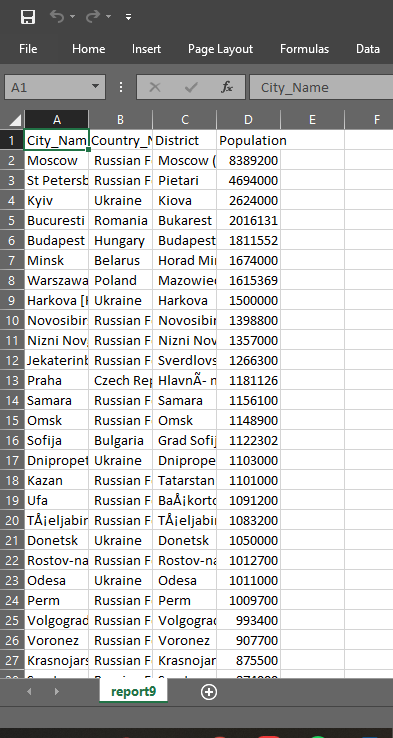 File Home Insert Page Layout Formulas Data
A1 fx City_Name
A B C D E F
1 City_Nam Country_N District Population
2 Moscow Russian F Moscow ( 8389200
3 St Petersb Russian F Pietari 4694000
4 Kyiv Ukraine Kiova 2624000
5 Bucuresti Romania Bukarest 2016131
6 Budapest Hungary Budapest 1811552
7 Minsk Belarus Horad Min 1674000
8 Warszawa Poland Mazowiec 1615369
9 Harkova [H Ukraine Harkova 1500000
10 Novosibir Russian F Novosibir 1398800
11 Nizni Nov Russian F Nizni Nov 1357000
12 Jekaterinb Russian F Sverdlovs 1266300
13 Praha Czech Rep HlavnÃ- n 1181126
14 Samara Russian F Samara 1156100
15 Omsk Russian F Omsk 1148900
16 Sofija Bulgaria Grad Sofij 1122302
17 Dnipropet Ukraine Dnipropet 1103000
18 Kazan Russian F Tatarstan 1101000
19 Ufa Russian F BaÅ¡korto 1091200
20 TÅ¡eljabin Russian F TÅ¡eljabin 1083200
21 Donetsk Ukraine Donetsk 1050000
22 Rostov-na Russian F Rostov-na 1012700
23 Odesa Ukraine Odesa 1011000
24 Perm Russian F Perm 1009700
25 Volgograd Russian F Volgograd 993400
26 Voronez Russian F Voronez 907700
27 Krasnojars Russian F Krasnojar 875500
report9